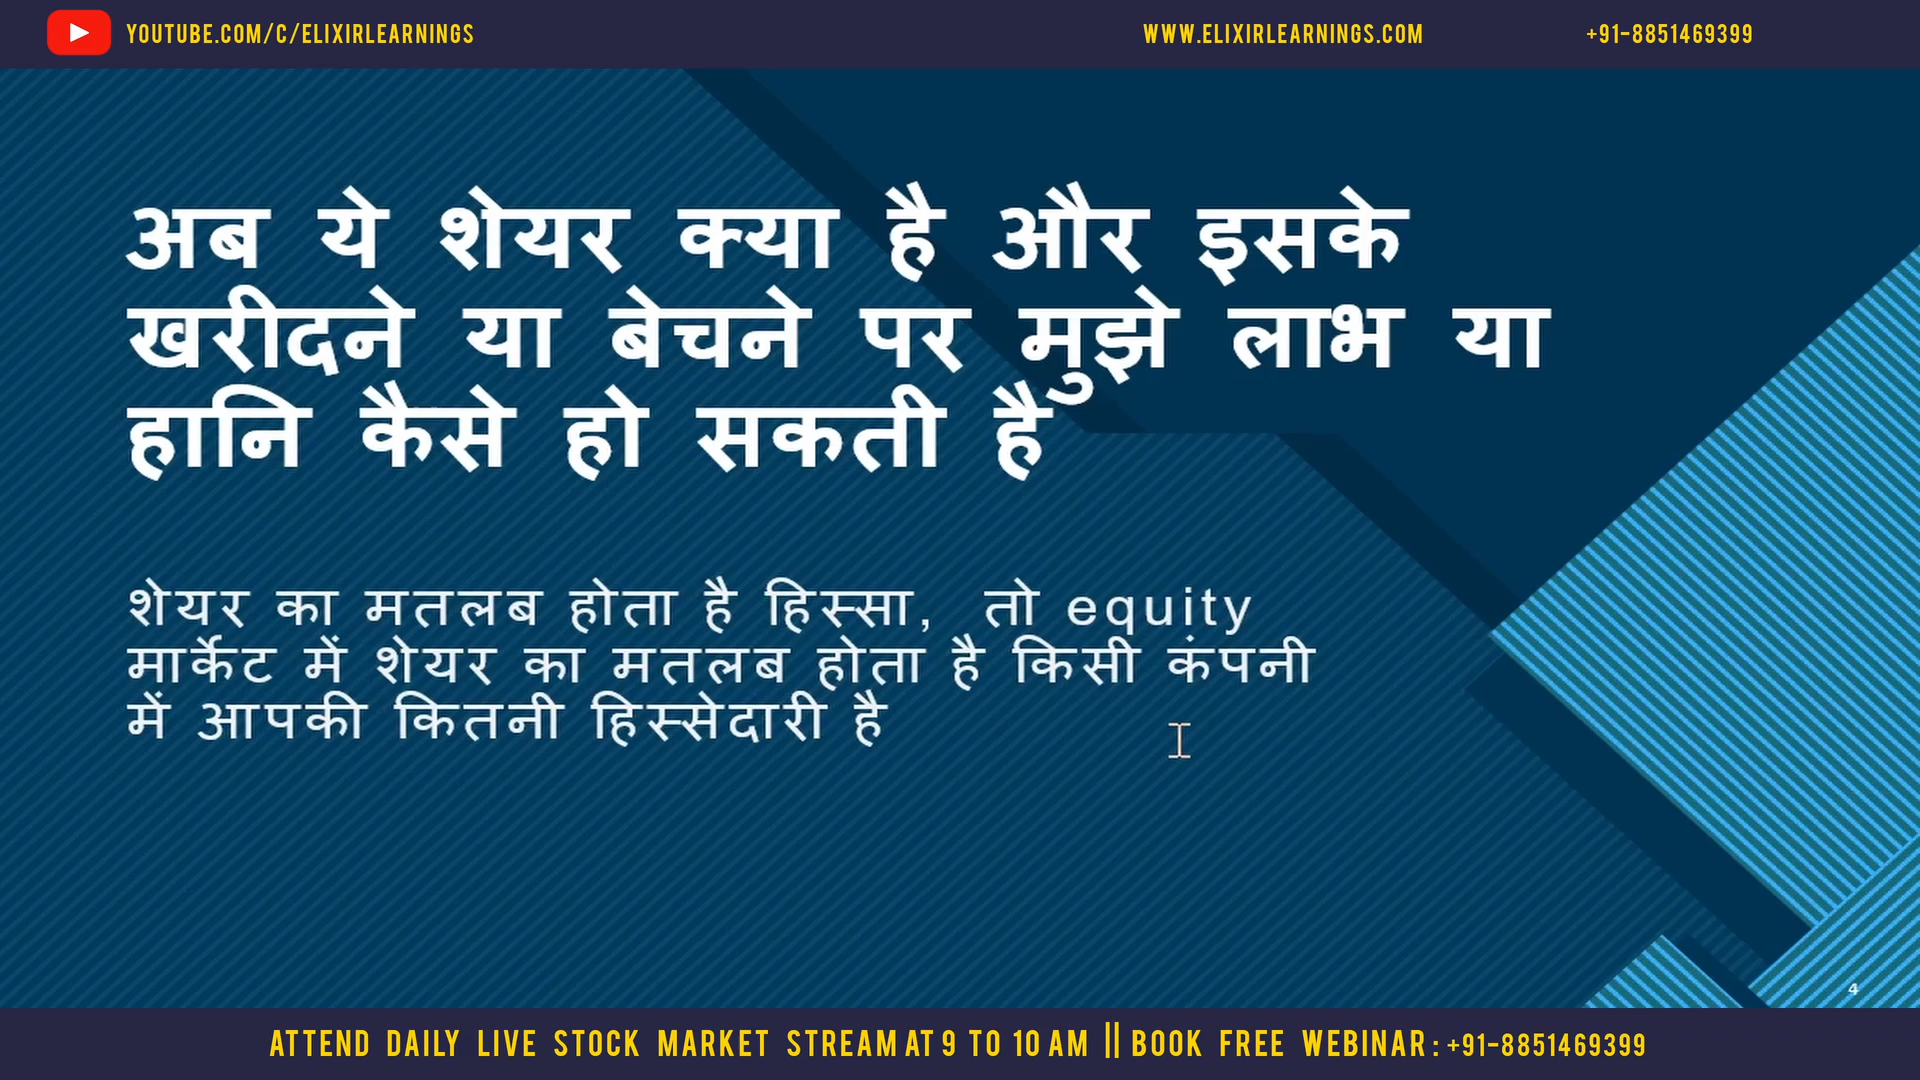 YOUTUBE.COM/C/ELIXIRLEARNINGS
WWW.ELIXIRLEARNINGS.COM
+91-8851469399
अब ये शेयर क्या है और इसके
खरीदने या बेचने पर मुझे लाभ या
हानि कैसे हो सकती है
शेयर का मतलब होता है हिस्सा, तो equity
मार्केट में शेयर का मतलब होता है किसी कंपनी
में आपकी कितनी हिस्सेदारी है
4
ATTEND DAILY LIVE STOCK MARKET STREAM AT 9 TO 10 AM || BOOK FREE WEBINAR : +91-8851469399